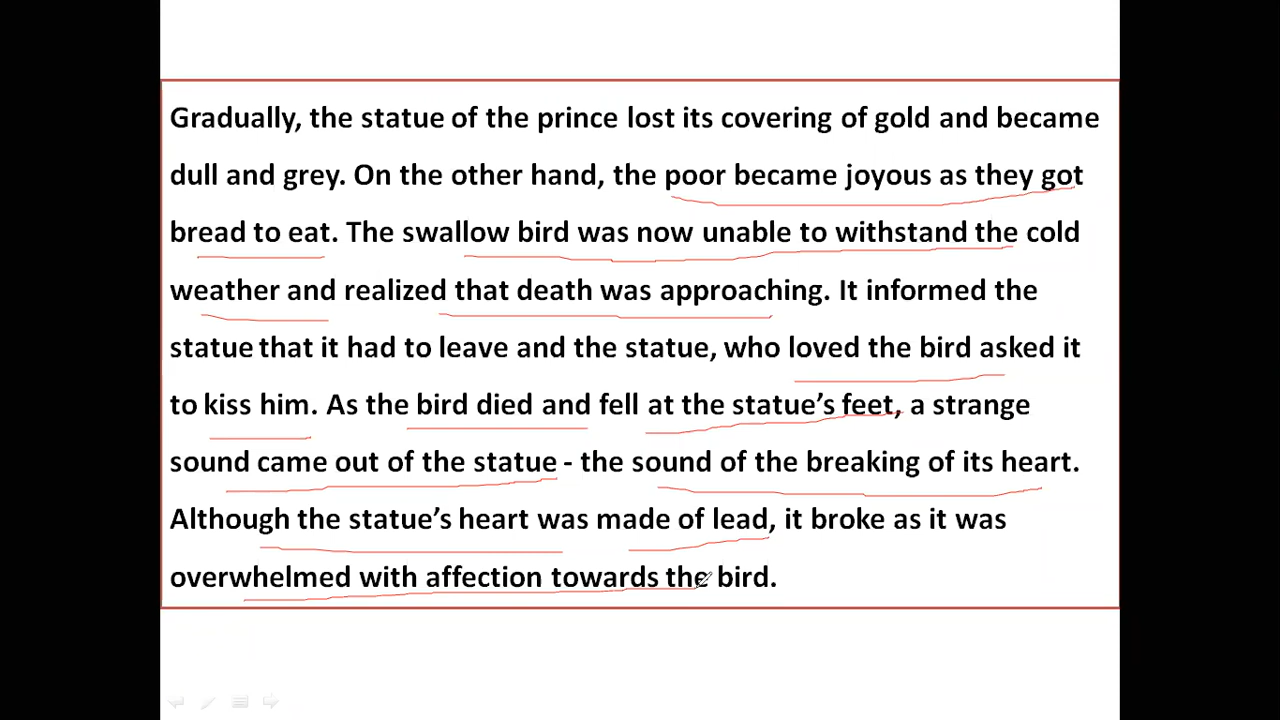 Gradually, the statue of the prince lost its covering of gold and became
dull and grey. On the other hand, the poor became joyous as they got
bread to eat. The swallow bird was now unable to withstand the cold
weather and realized that death was approaching. It informed the
statue that it had to leave and the statue, who loved the bird asked it
to kiss him. As the bird died and fell at the statue’s feet, a strange
sound came out of the statue - the sound of the breaking of its heart.
Although the statue’s heart was made of lead, it broke as it was
overwhelmed with affection towards the bird.